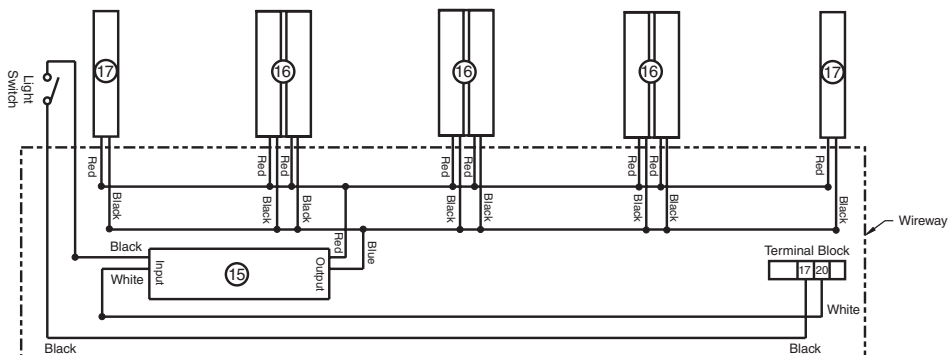 Light
Switch
17
16
16
16
17
Red
Red
Red
Red
Red
Red
Red
Red
Black
Black
Black
Black
Black
Black
Black
Black
Wireway
Black
White
Input
15
Output
Red
Blue
Terminal Block
17 20
White
Black
Black